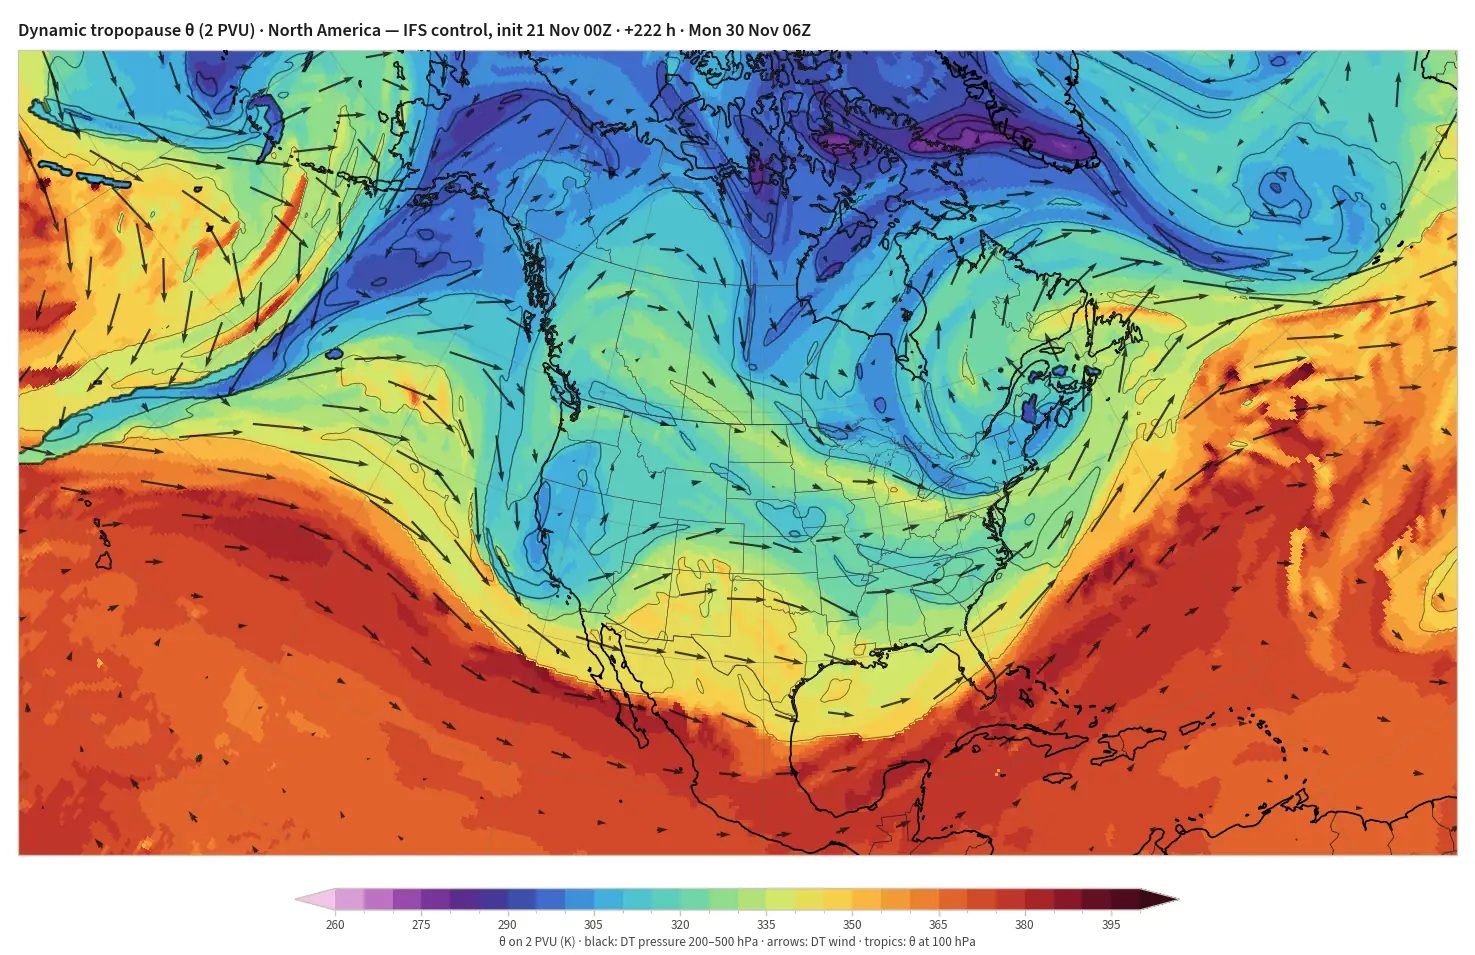 Dynamic tropopause θ (2 PVU) · North America — IFS control, init 21 Nov 00Z · +222 h · Mon 30 Nov 06Z
260 275 290 305 320 335 350 365 380 395
θ on 2 PVU (K) · black: DT pressure 200–500 hPa · arrows: DT wind · tropics: θ at 100 hPa